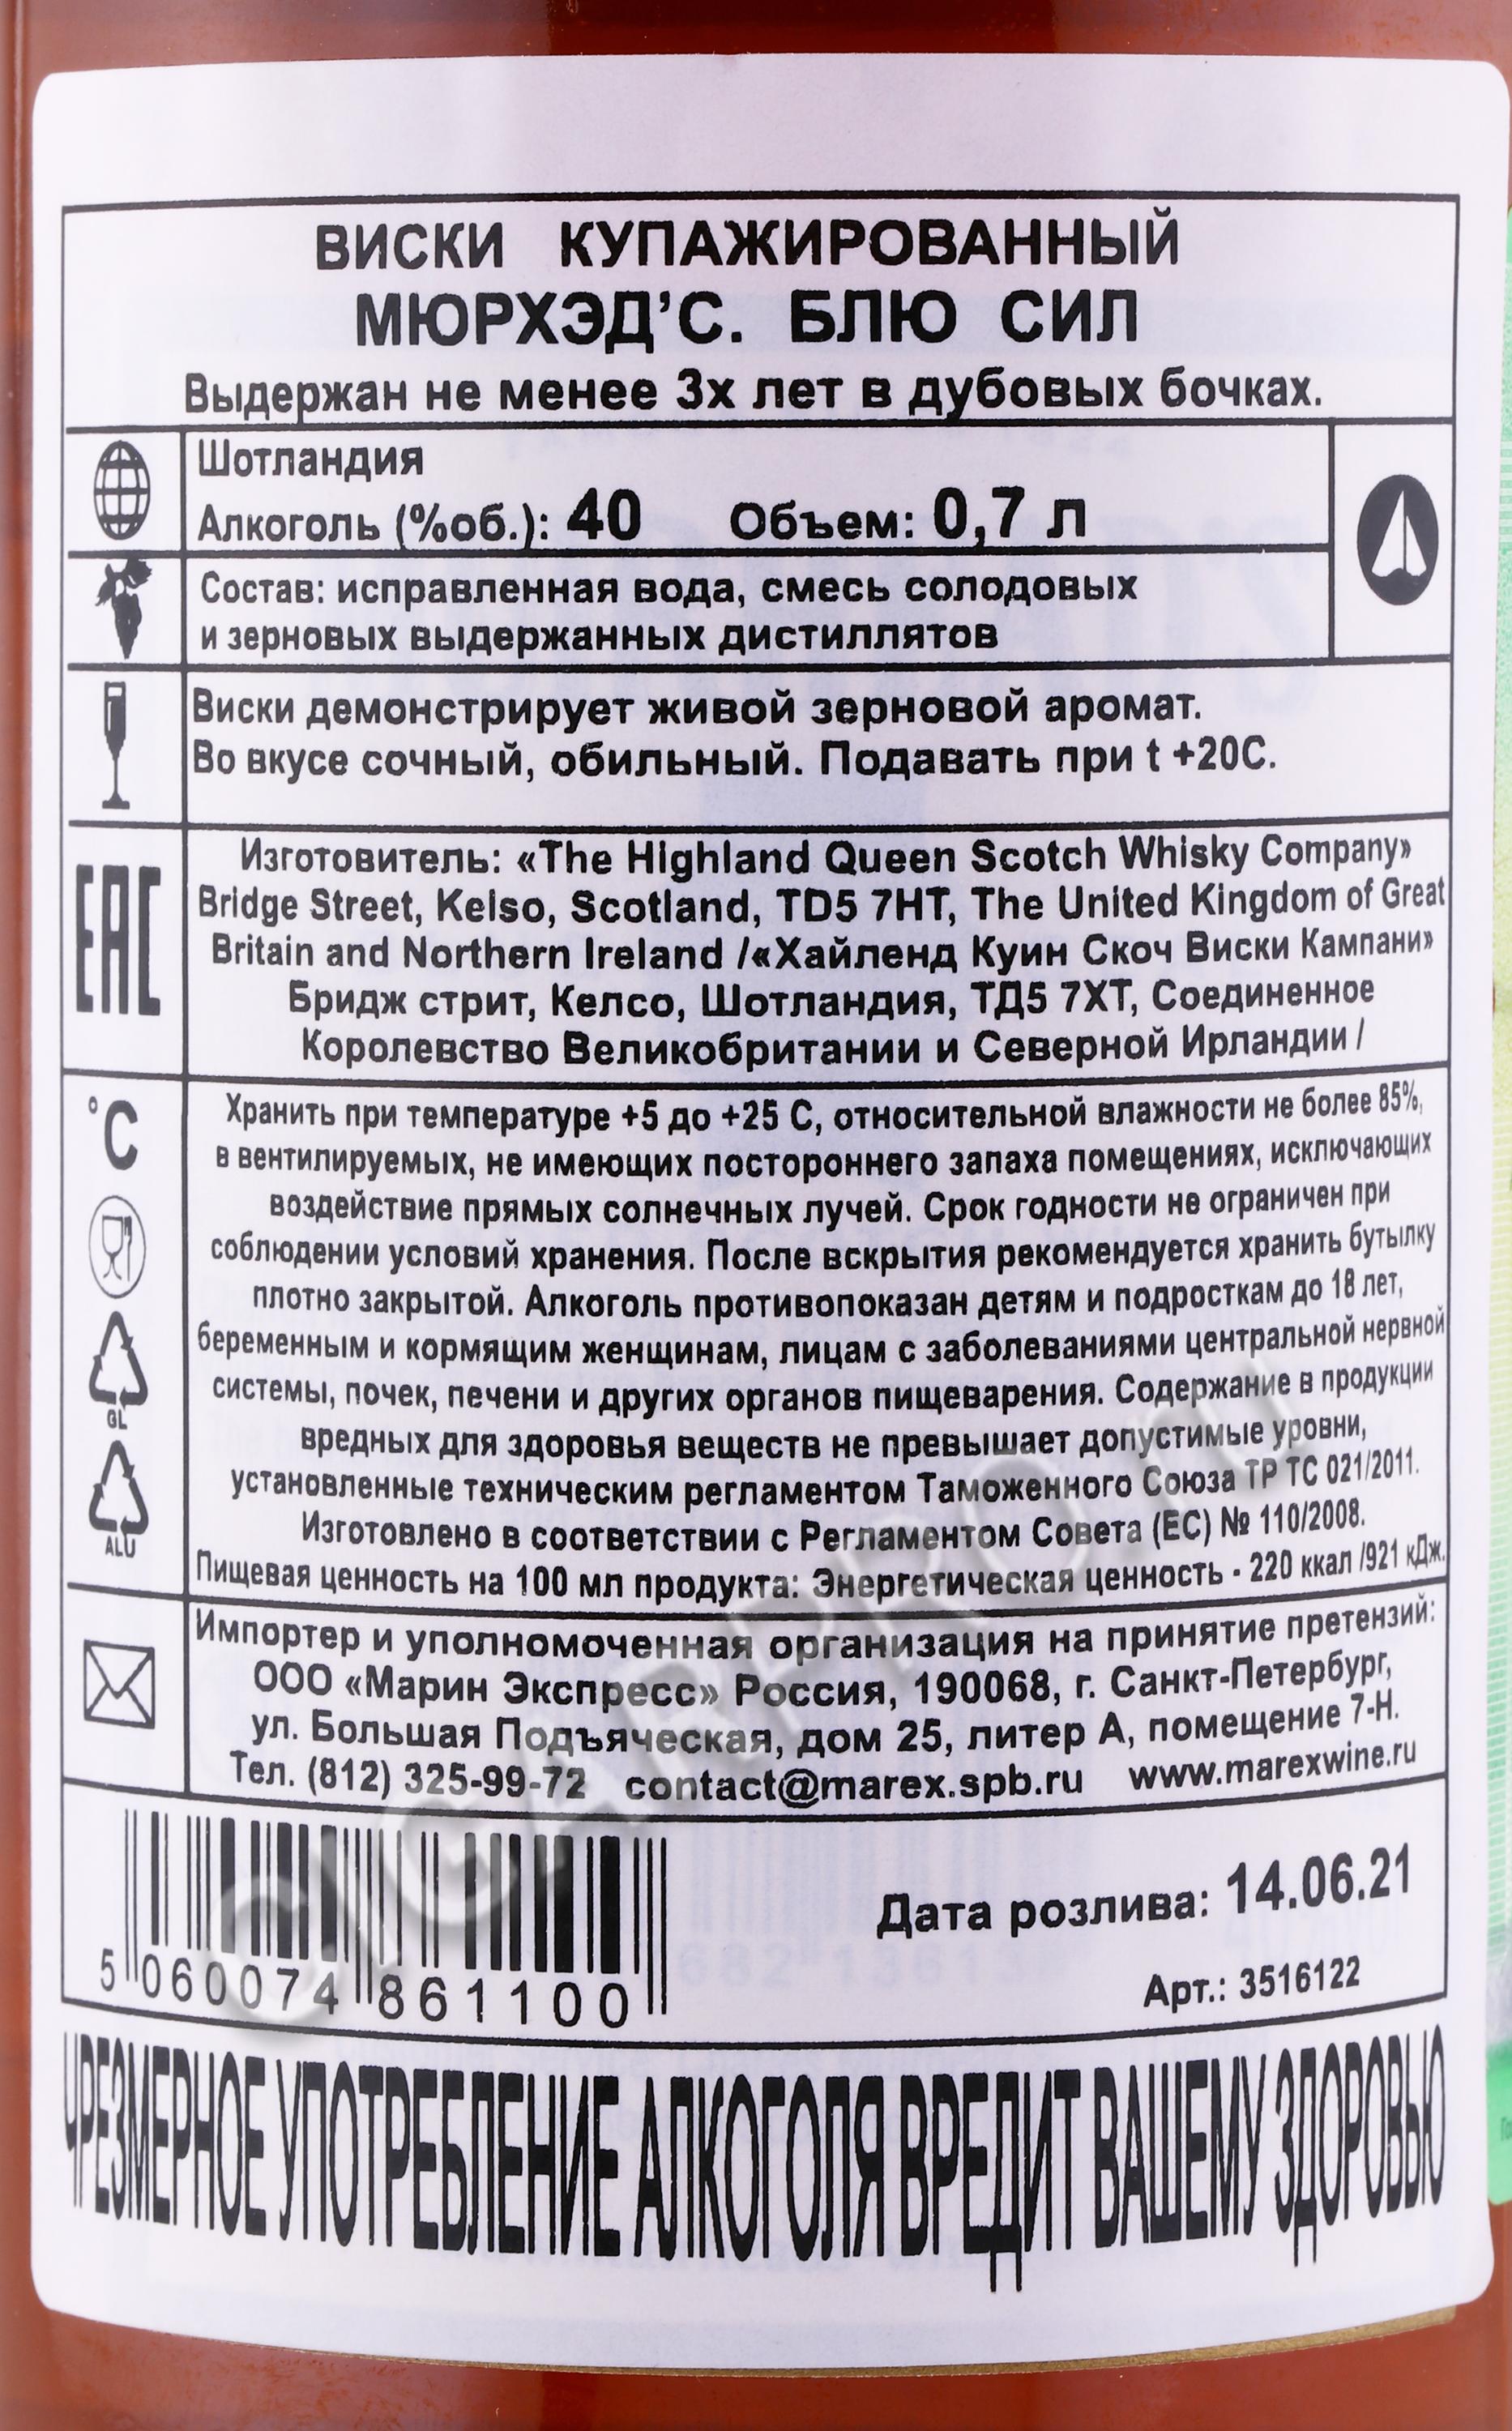 ВИСКИ КУПАЖИРОВАННЫЙ
МЮРХЭД’С. БЛЮ СИЛ
Выдержан не менее 3х лет в дубовых бочках.
Шотландия
Алкоголь (%об.): 40 Объем: 0,7 л
Состав: исправленная вода, смесь солодовых
и зерновых выдержанных дистиллятов
Виски демонстрирует живой зерновой аромат.
Во вкусе сочный, обильный. Подавать при t +20C.
EAC
Изготовитель: «The Highland Queen Scotch Whisky Company»
Bridge Street, Kelso, Scotland, TD5 7HT, The United Kingdom of Great
Britain and Northern Ireland /«Хайленд Куин Скоч Виски Кампани»
Бридж стрит, Келсо, Шотландия, ТД5 7ХТ, Соединенное
Королевство Великобритании и Северной Ирландии /
°C
GL
ALU
Хранить при температуре +5 до +25 С, относительной влажности не более 85%,
в вентилируемых, не имеющих постороннего запаха помещениях, исключающих
воздействие прямых солнечных лучей. Срок годности не ограничен при
соблюдении условий хранения. После вскрытия рекомендуется хранить бутылку
плотно закрытой. Алкоголь противопоказан детям и подросткам до 18 лет,
беременным и кормящим женщинам, лицам с заболеваниями центральной нервной
системы, почек, печени и других органов пищеварения. Содержание в продукции
вредных для здоровья веществ не превышает допустимые уровни,
установленные техническим регламентом Таможенного Союза ТР ТС 021/2011.
Изготовлено в соответствии с Регламентом Совета (ЕС) № 110/2008.
Пищевая ценность на 100 мл продукта: Энергетическая ценность - 220 ккал /921 кДж.
Импортер и уполномоченная организация на принятие претензий:
ООО «Марин Экспресс» Россия, 190068, г. Санкт-Петербург,
ул. Большая Подъяческая, дом 25, литер А, помещение 7-Н.
Тел. (812) 325-99-72 contact@marex.spb.ru www.marexwine.ru
5 060074 861100
Дата розлива: 14.06.21
Арт.: 3516122
ЧРЕЗМЕРНОЕ УПОТРЕБЛЕНИЕ АЛКОГОЛЯ ВРЕДИТ ВАШЕМУ ЗДОРОВЬЮ
CIGARPRO.ru